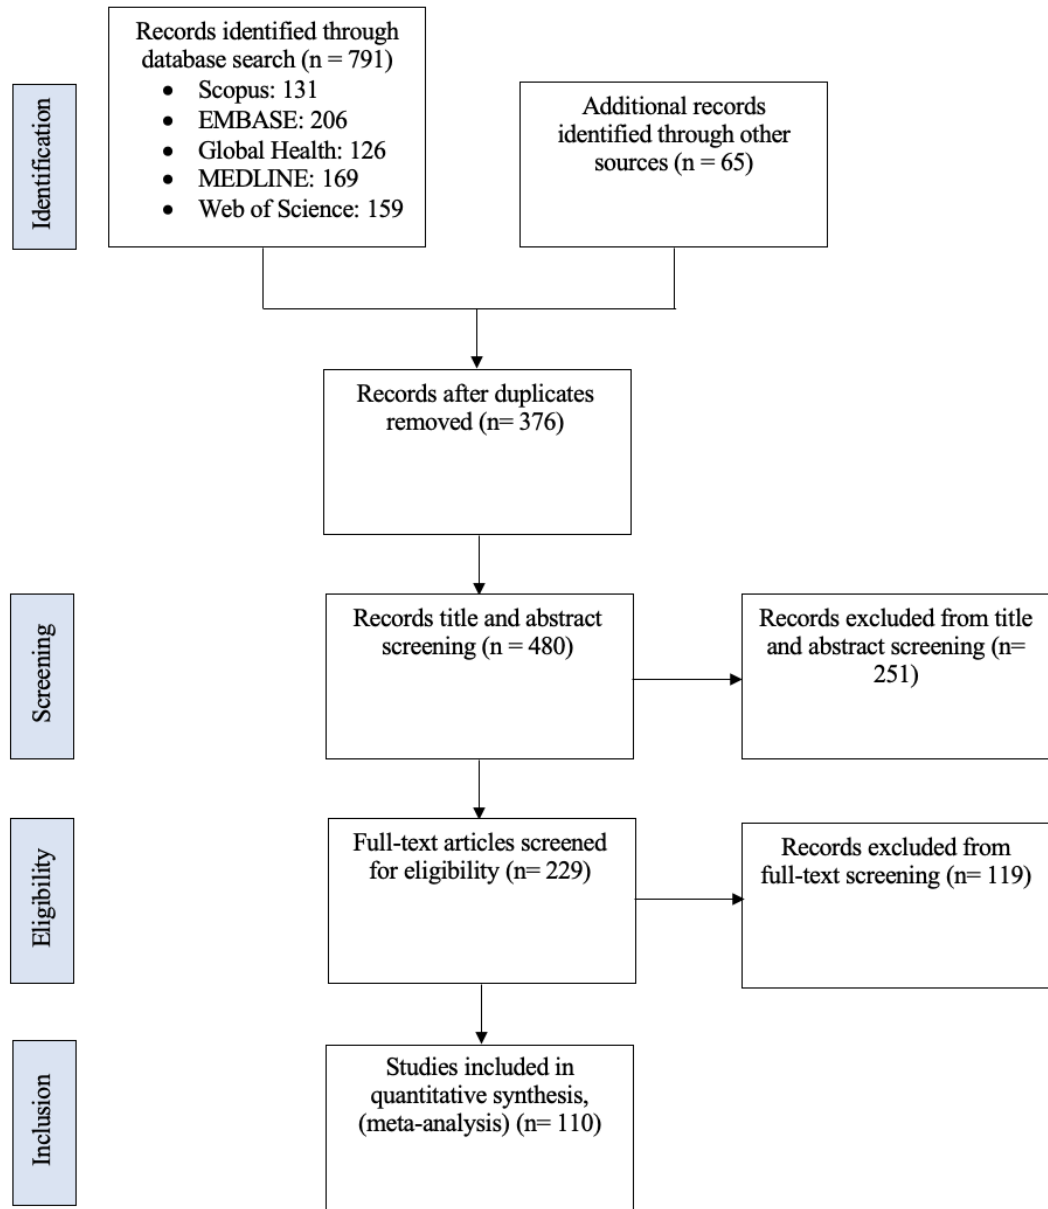 Identification
Records identified through
database search (n = 791)
• Scopus: 131
• EMBASE: 206
• Global Health: 126
• MEDLINE: 169
• Web of Science: 159
Additional records
identified through other
sources (n = 65)
Records after duplicates
removed (n= 376)
Screening
Records title and abstract
screening (n = 480)
Records excluded from title
and abstract screening (n=
251)
Eligibility
Full-text articles screened
for eligibility (n= 229)
Records excluded from
full-text screening (n= 119)
Inclusion
Studies included in
quantitative synthesis,
(meta-analysis) (n= 110)